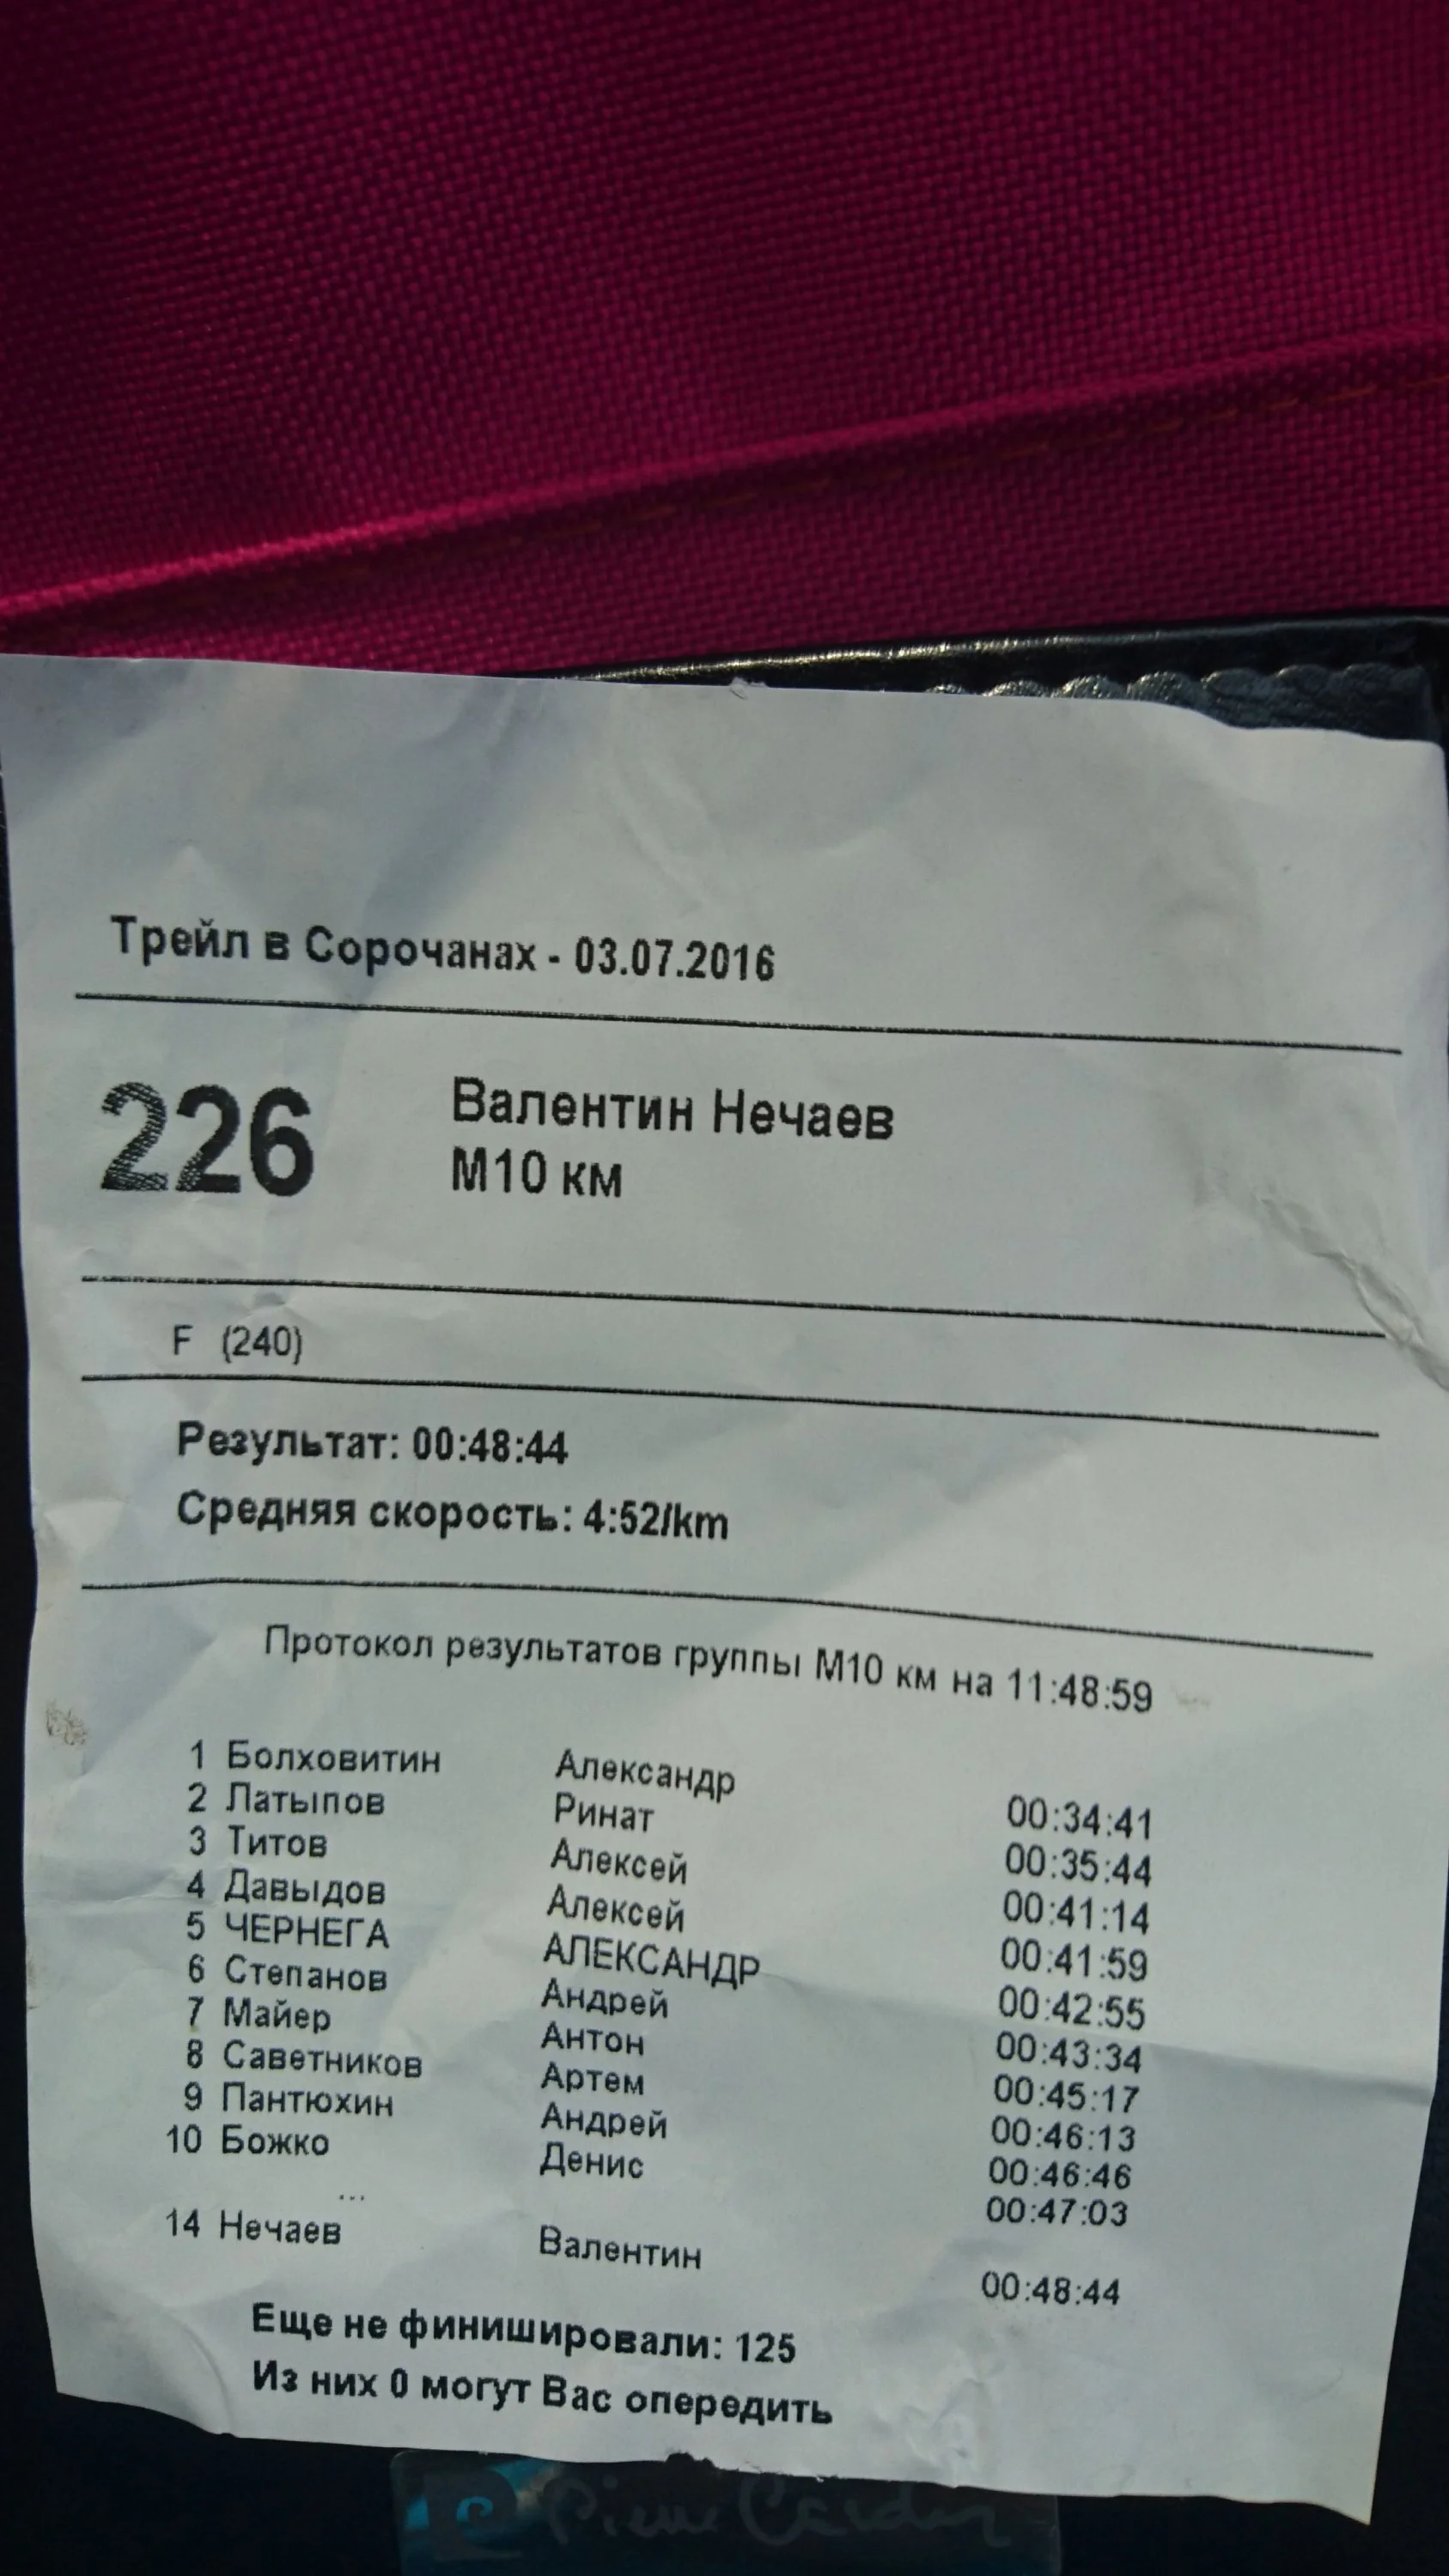 Трейл в Сорочанах - 03.07.2016
226 Валентин Нечаев
М10 км
F (240)
Результат: 00:48:44
Средняя скорость: 4:52/km
Протокол результатов группы М10 км на 11:48:59
1 Болховитин Александр 00:34:41
2 Латыпов Ринат 00:35:44
3 Титов Алексей 00:41:14
4 Давыдов Алексей 00:41:59
5 ЧЕРНЕГА АЛЕКСАНДР 00:42:55
6 Степанов Андрей 00:43:34
7 Майер Антон 00:45:17
8 Саветников Артем 00:46:13
9 Пантюхин Андрей 00:46:46
10 Божко Денис 00:47:03
...
14 Нечаев Валентин 00:48:44
Еще не финишировали: 125
Из них 0 могут Вас опередить
Pierre Cardin